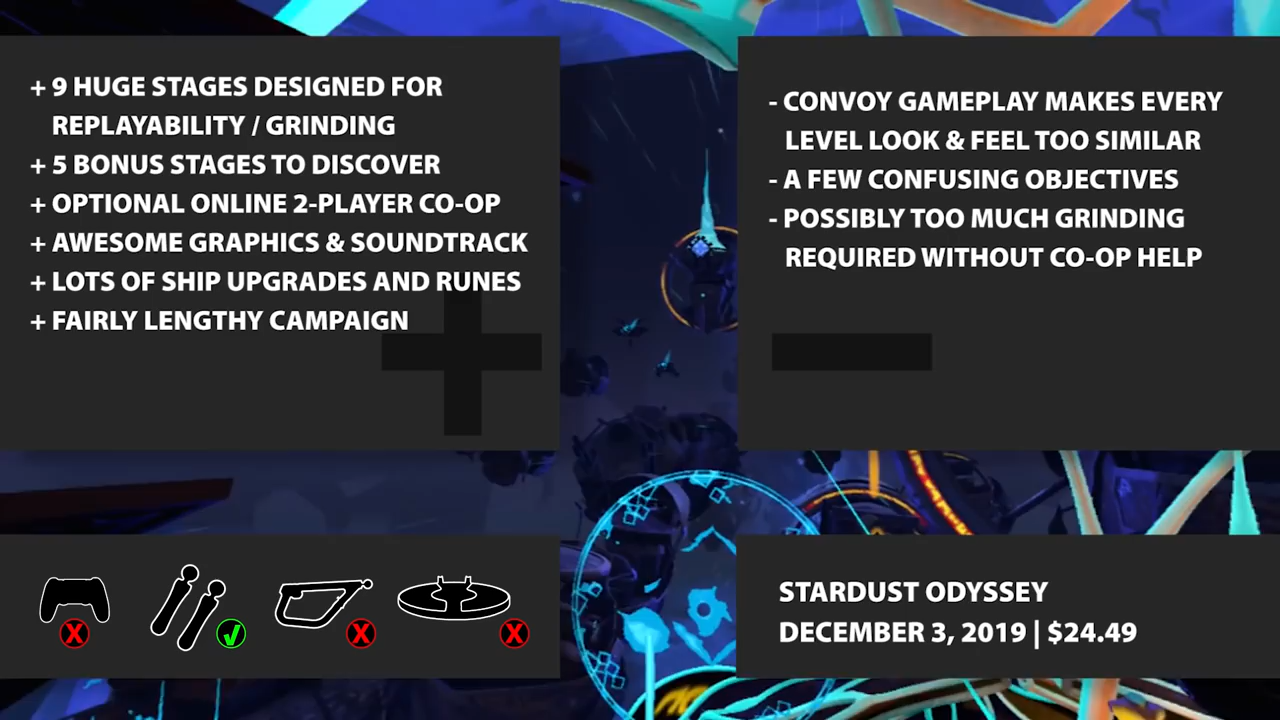 + 9 HUGE STAGES DESIGNED FOR
REPLAYABILITY / GRINDING
+ 5 BONUS STAGES TO DISCOVER
+ OPTIONAL ONLINE 2-PLAYER CO-OP
+ AWESOME GRAPHICS & SOUNDTRACK
+ LOTS OF SHIP UPGRADES AND RUNES
+ FAIRLY LENGTHY CAMPAIGN
- CONVOY GAMEPLAY MAKES EVERY
LEVEL LOOK & FEEL TOO SIMILAR
- A FEW CONFUSING OBJECTIVES
- POSSIBLY TOO MUCH GRINDING
REQUIRED WITHOUT CO-OP HELP
STARDUST ODYSSEY
DECEMBER 3, 2019 | $24.49